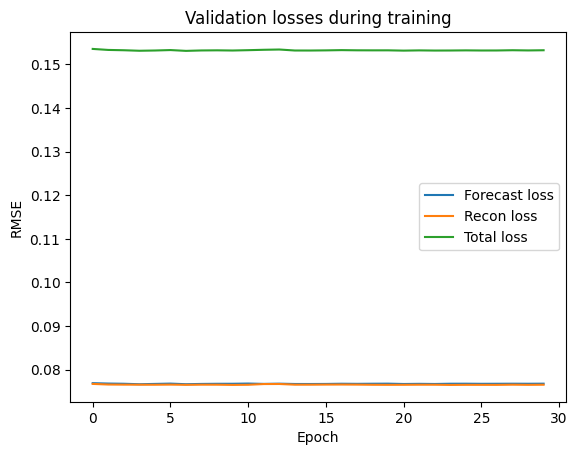 Validation losses during training
RMSE
0.15
0.14
0.13
0.12
0.11
0.10
0.09
0.08
Forecast loss
Recon loss
Total loss
0 5 10 15 20 25 30
Epoch